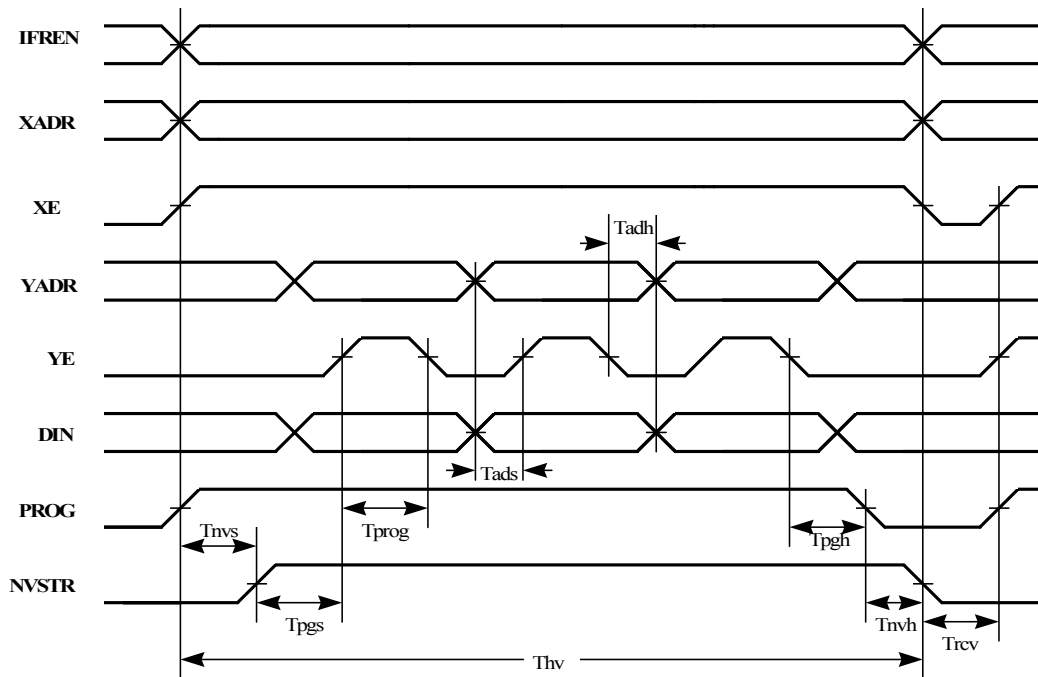 IFREN
XADR
XE
Tadh
YADR
YE
DIN
Tads
PROG
Tnvs
Tprog
Tpgh
NVSTR
Tpgs
Tnvh
Trcv
Thv